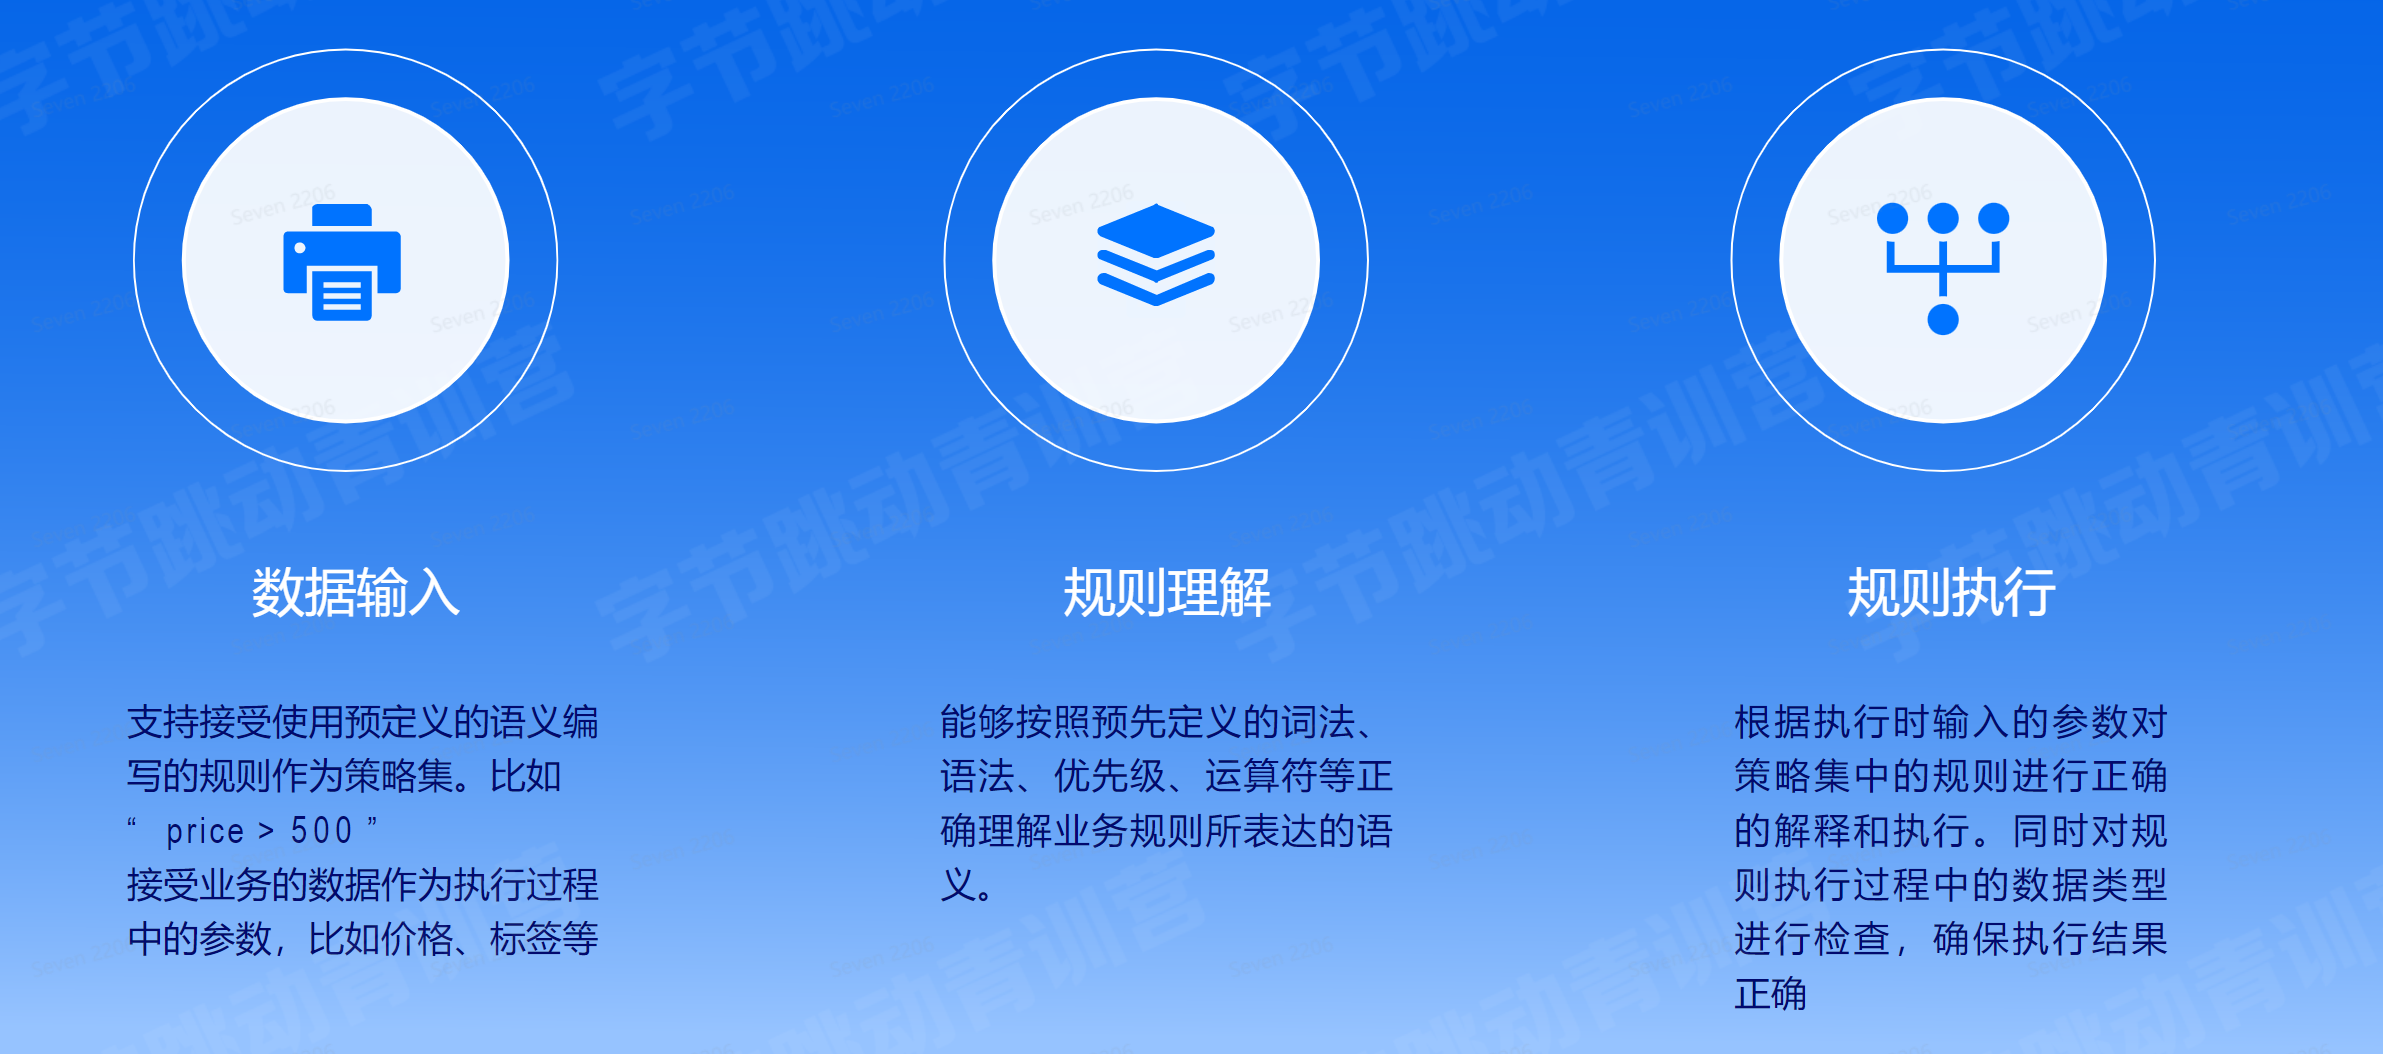 数据输入
支持接受使用预定义的语义编
写的规则作为策略集。比如
“ price > 500 ”
接受业务的数据作为执行过程
中的参数，比如价格、标签等
规则理解
能够按照预先定义的词法、
语法、优先级、运算符等正
确理解业务规则所表达的语
义。
规则执行
根据执行时输入的参数对
策略集中的规则进行正确
的解释和执行。同时对规
则执行过程中的数据类型
进行检查，确保执行结果
正确
字节跳动青训营
Seven 2206